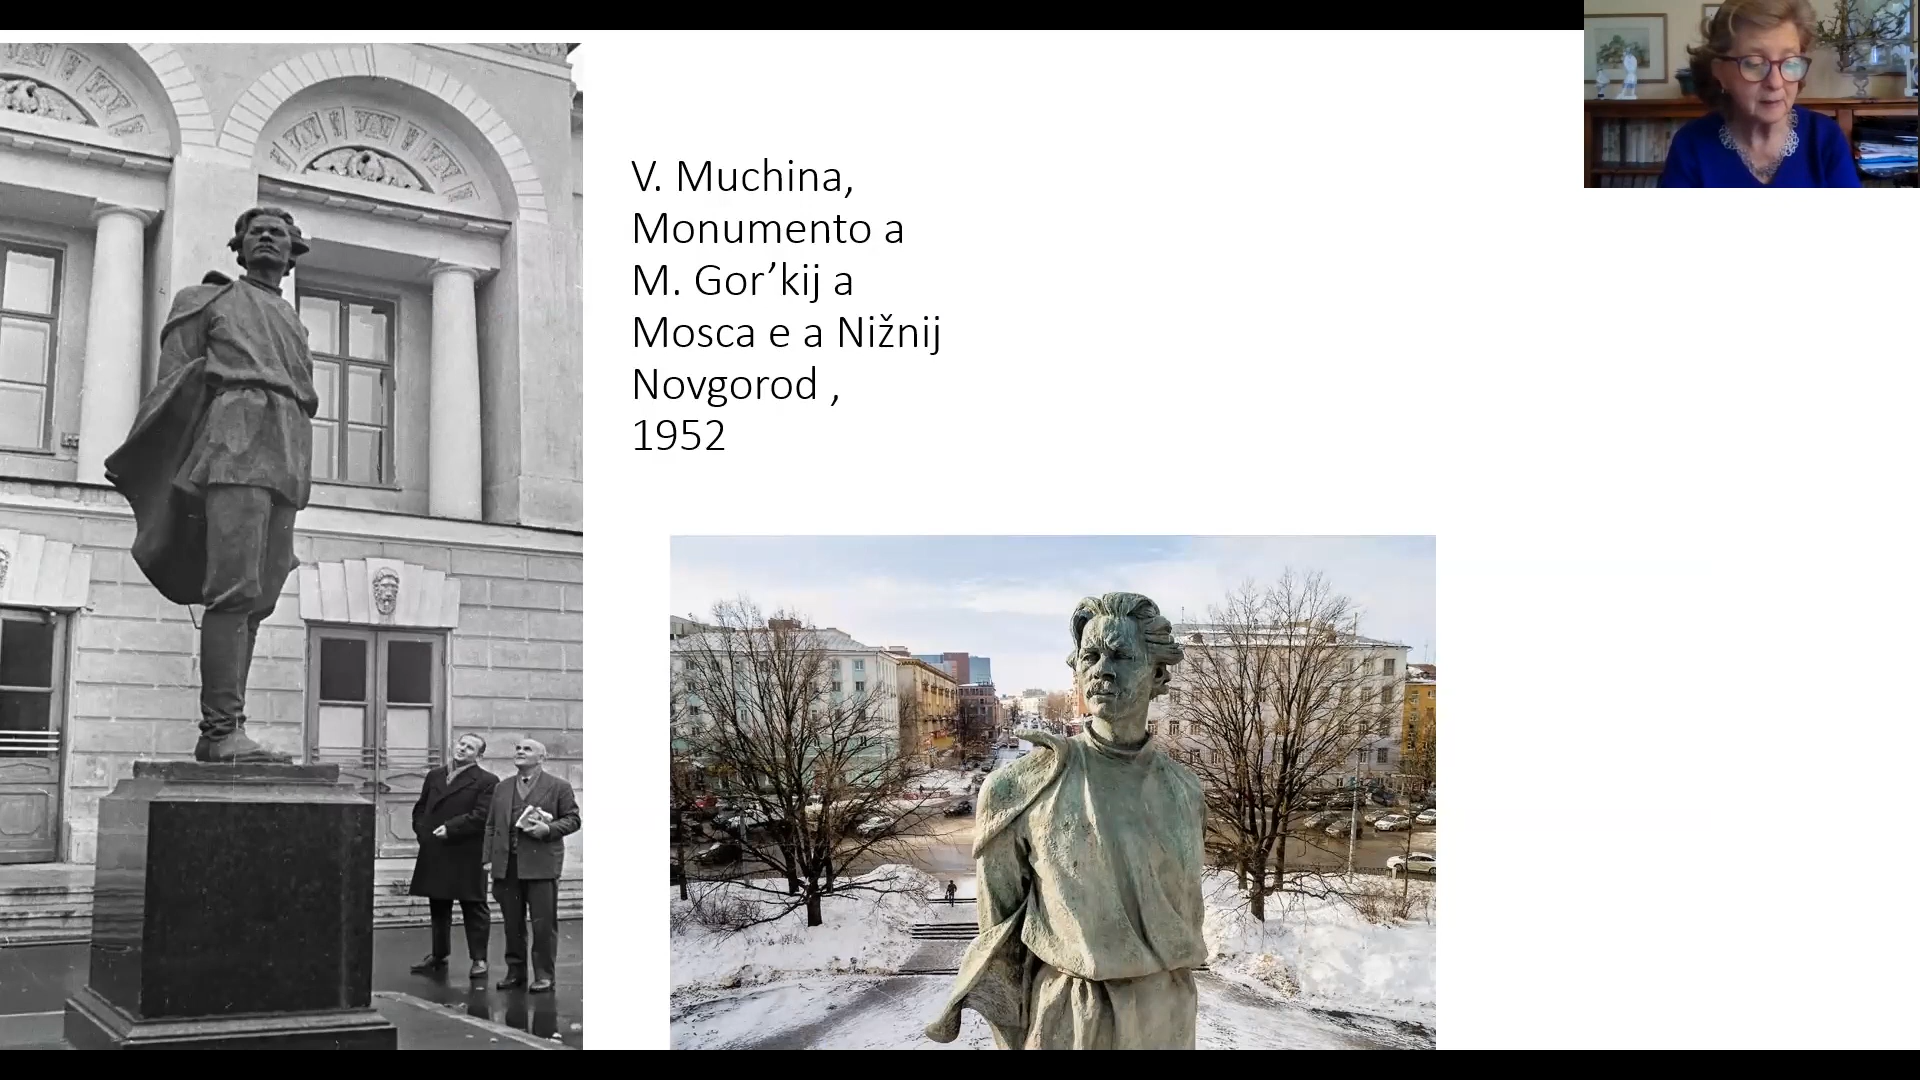 V. Muchina,
Monumento a
M. Gor’kij a
Mosca e a Nižnij
Novgorod ,
1952